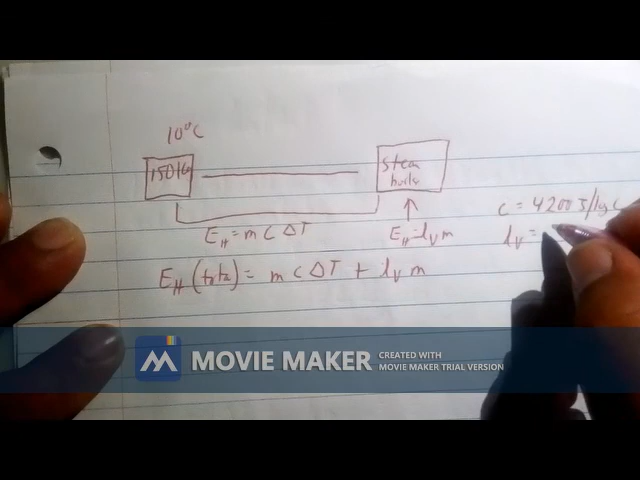 10°C
150kg
steam
boils
c = 4200 J/kg C
E_H = m C ΔT
E_H = l_v m
l_v =
E_H (total) = m C ΔT + l_v m
MOVIE MAKER
CREATED WITH
MOVIE MAKER TRIAL VERSION